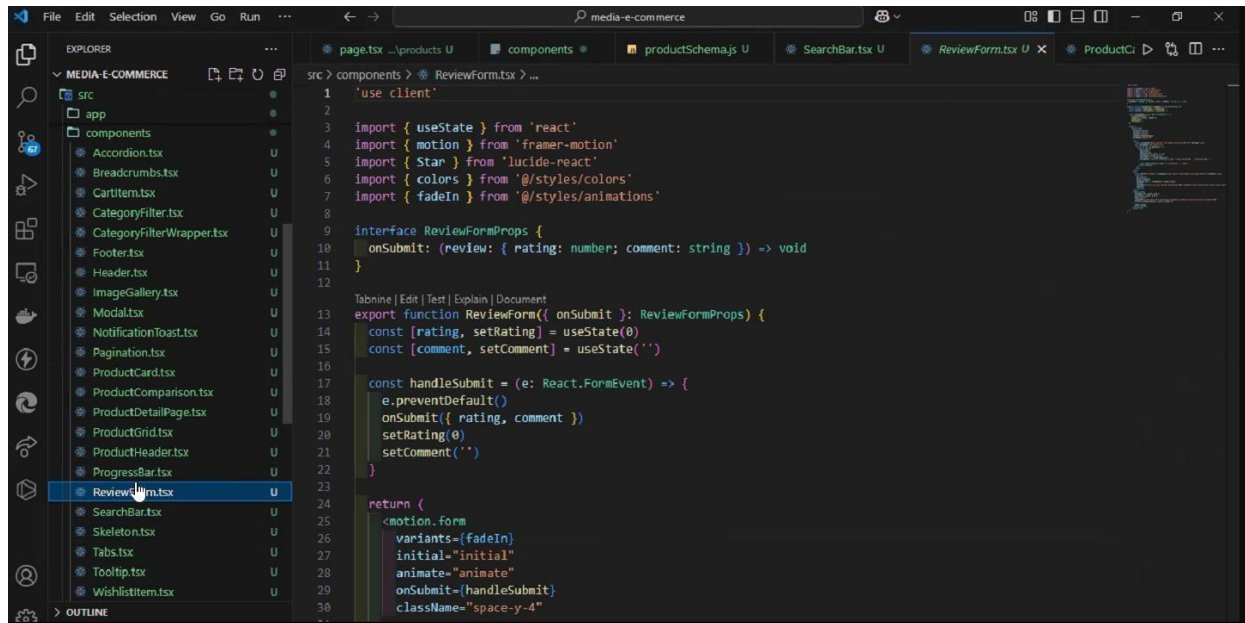 File Edit Selection View Go Run ···
media-e-commerce
EXPLORER ···
page.tsx ...\products U
components
productSchema.js U
SearchBar.tsx U
ReviewForm.tsx U
MEDIA-E-COMMERCE
src > components > ReviewForm.tsx > ...
src
app
components
Accordion.tsx U
Breadcrumbs.tsx U
CartItem.tsx U
CategoryFilter.tsx U
CategoryFilterWrapper.tsx U
Footer.tsx U
Header.tsx U
ImageGallery.tsx U
Modal.tsx U
NotificationToast.tsx U
Pagination.tsx U
ProductCard.tsx U
ProductComparison.tsx U
ProductDetailPage.tsx U
ProductGrid.tsx U
ProductHeader.tsx U
ProgressBar.tsx U
U
SearchBar.tsx U
Skeleton.tsx U
Tabs.tsx U
Tooltip.tsx U
WishlistItem.tsx U
OUTLINE
67
1 'use client'
2
3 import { useState } from 'react'
4 import { motion } from 'framer-motion'
5 import { Star } from 'lucide-react'
6 import { colors } from '@/styles/colors'
7 import { fadeIn } from '@/styles/animations'
8
9 interface ReviewFormProps {
10 onSubmit: (review: { rating: number; comment: string }) => void
11 }
12
Tabnine | Edit | Test | Explain | Document
13 export function ReviewForm({ onSubmit }: ReviewFormProps) {
14 const [rating, setRating] = useState(0)
15 const [comment, setComment] = useState('')
16
17 const handleSubmit = (e: React.FormEvent) => {
18 e.preventDefault()
19 onSubmit({ rating, comment })
20 setRating(0)
21 setComment('')
22 }
23
24 return (
25 <motion.form
26 variants={fadeIn}
27 initial="initial"
28 animate="animate"
29 onSubmit={handleSubmit}
30 className="space-y-4"